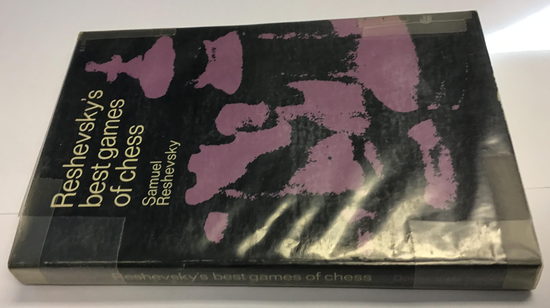 Reshevsky's
best games
of chess
Samuel
Reshevsky
Reshevsky's best games of chess